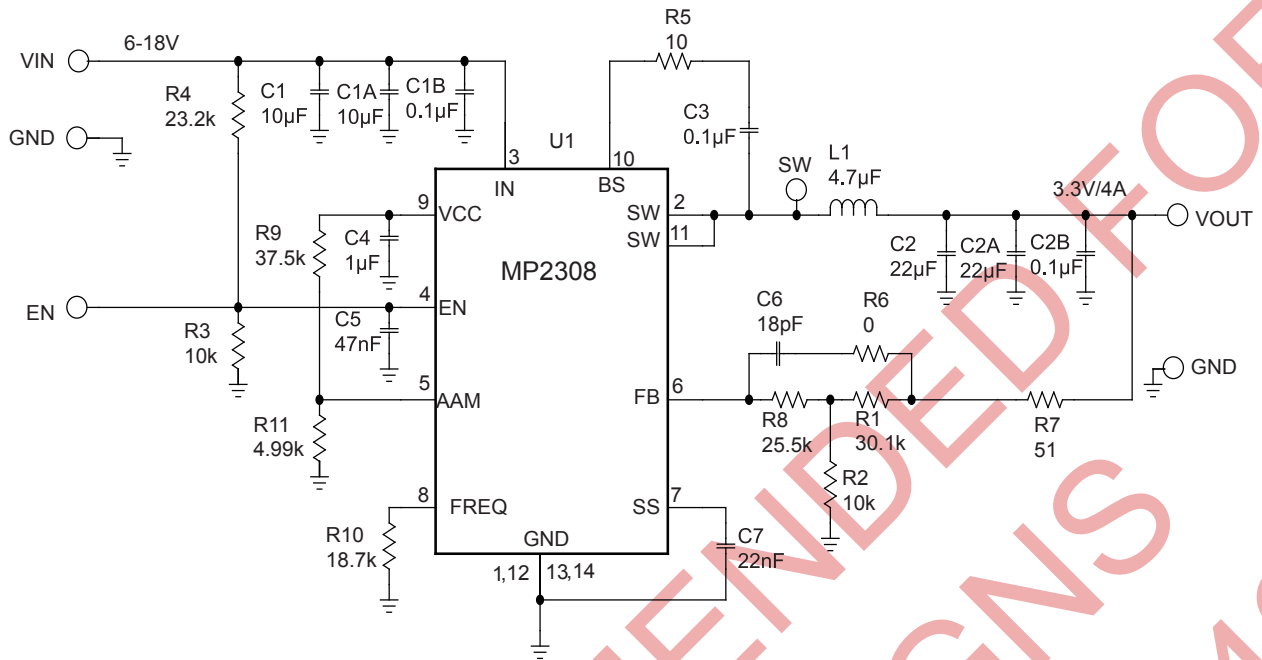 VIN
6-18V
R4
23.2k
C1
10µF
C1A
10µF
C1B
0.1µF
GND
R5
10
C3
0.1µF
U1
3
10
IN
BS
9
VCC
R9
37.5k
C4
1µF
MP2308
2
SW
SW
11
SW
L1
4.7µF
3.3V/4A
VOUT
C2
22µF
C2A
22µF
C2B
0.1µF
EN
4
EN
R3
10k
C5
47nF
C6
18pF
R6
0
5
AAM
FB
6
R8
25.5k
R1
30.1k
R7
51
GND
R11
4.99k
R2
10k
8
FREQ
SS
7
R10
18.7k
GND
1,12
13,14
C7
22nF